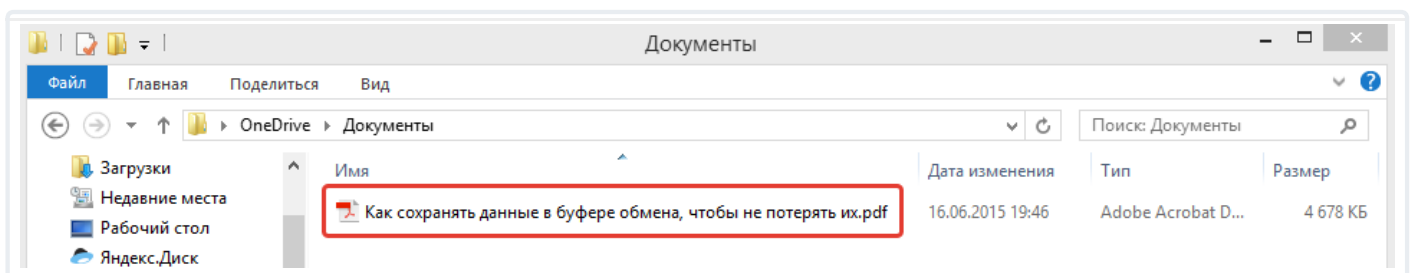 Документы
Файл Главная Поделиться Вид
OneDrive Документы Поиск: Документы
Загрузки Имя Дата изменения Тип Размер
Недавние места
Как сохранять данные в буфере обмена, чтобы не потерять их.pdf 16.06.2015 19:46 Adobe Acrobat D... 4 678 КБ
Рабочий стол
Яндекс.Диск